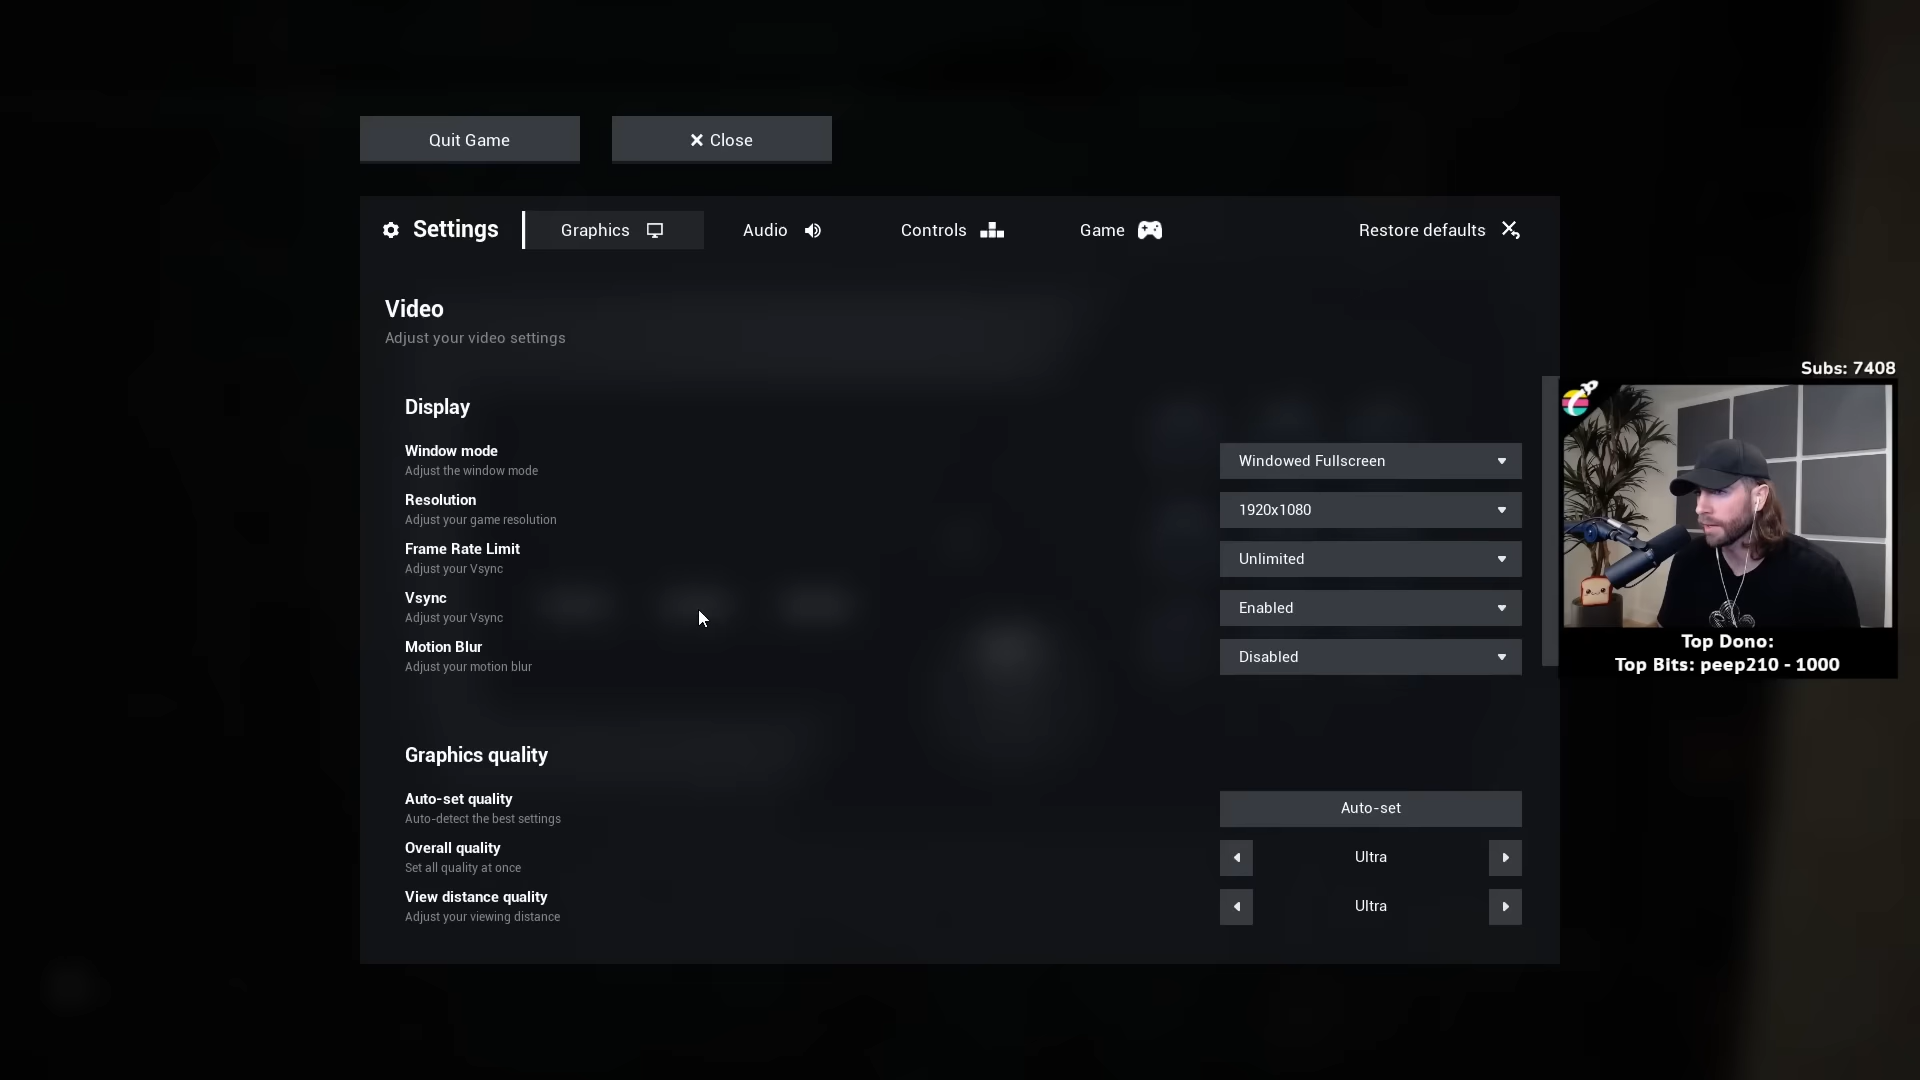 Quit Game
Close
Settings
Graphics
Audio
Controls
Game
Restore defaults
Video
Adjust your video settings
Display
Window mode
Adjust the window mode
Windowed Fullscreen
Resolution
Adjust your game resolution
1920x1080
Frame Rate Limit
Adjust your Vsync
Unlimited
Vsync
Adjust your Vsync
Enabled
Motion Blur
Adjust your motion blur
Disabled
Graphics quality
Auto-set quality
Auto-detect the best settings
Auto-set
Overall quality
Set all quality at once
Ultra
View distance quality
Adjust your viewing distance
Ultra
Subs: 7408
Top Dono:
Top Bits: peep210 - 1000